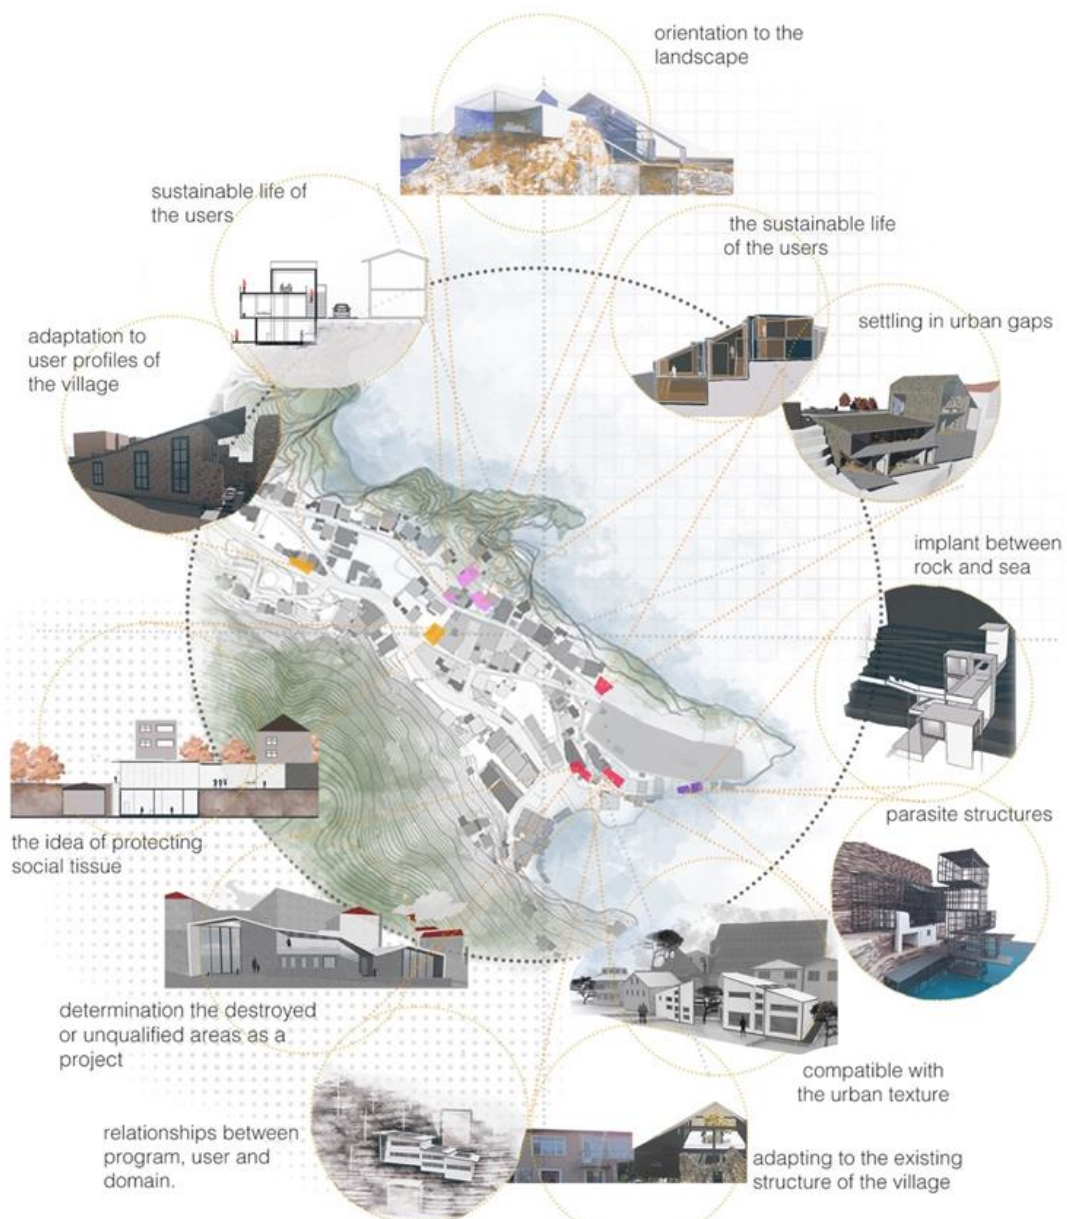 orientation to the
landscape
sustainable life of
the users
the sustainable life
of the users
settling in urban gaps
adaptation to
user profiles of
the village
implant between
rock and sea
parasite structures
the idea of protecting
social tissue
determination the destroyed
or unqualified areas as a
project
compatible with
the urban texture
relationships between
program, user and
domain.
adapting to the existing
structure of the village